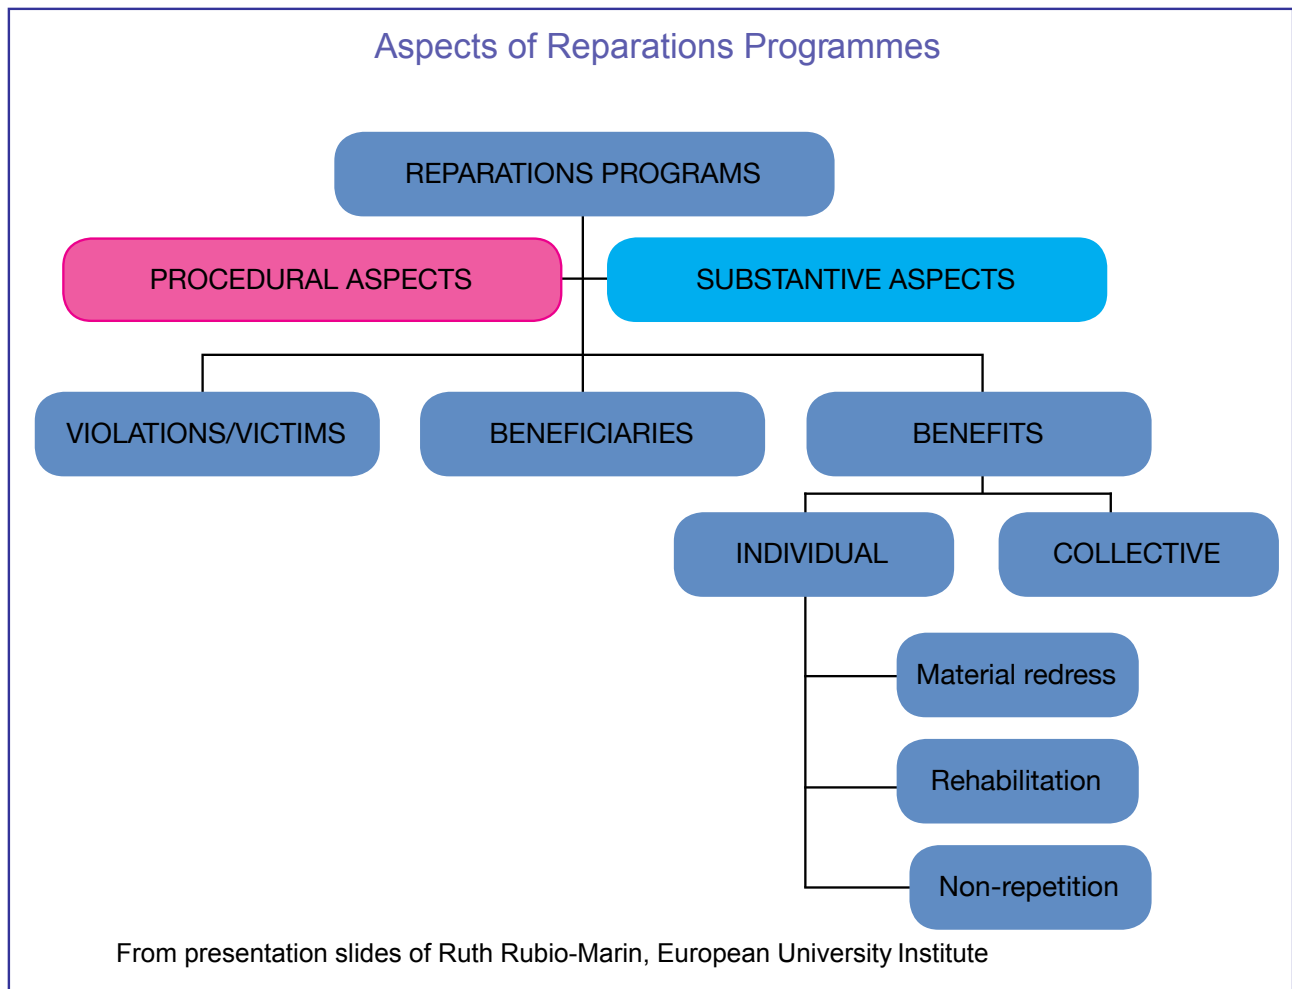 Aspects of Reparations Programmes
REPARATIONS PROGRAMS
PROCEDURAL ASPECTS
SUBSTANTIVE ASPECTS
VIOLATIONS/VICTIMS
BENEFICIARIES
BENEFITS
INDIVIDUAL
COLLECTIVE
Material redress
Rehabilitation
Non-repetition
From presentation slides of Ruth Rubio-Marin, European University Institute